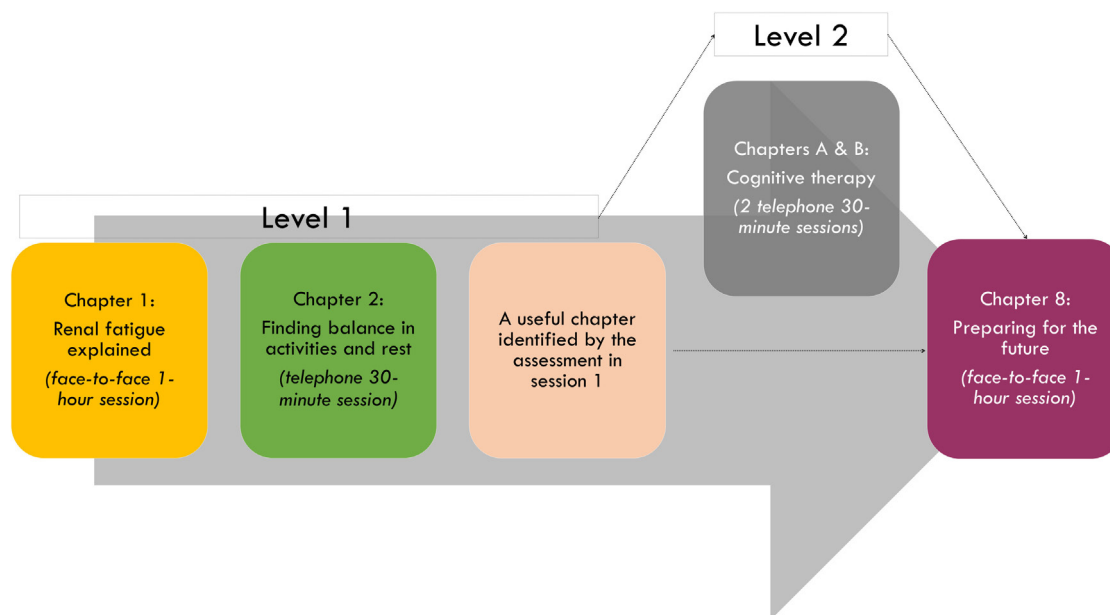 Level 2
Chapters A & B:
Cognitive therapy
(2 telephone 30-
minute sessions)
Level 1
Chapter 1:
Renal fatigue
explained
(face-to-face 1-
hour session)
Chapter 2:
Finding balance in
activities and rest
(telephone 30-
minute session)
A useful chapter
identified by the
assessment in
session 1
Chapter 8:
Preparing for the
future
(face-to-face 1-
hour session)